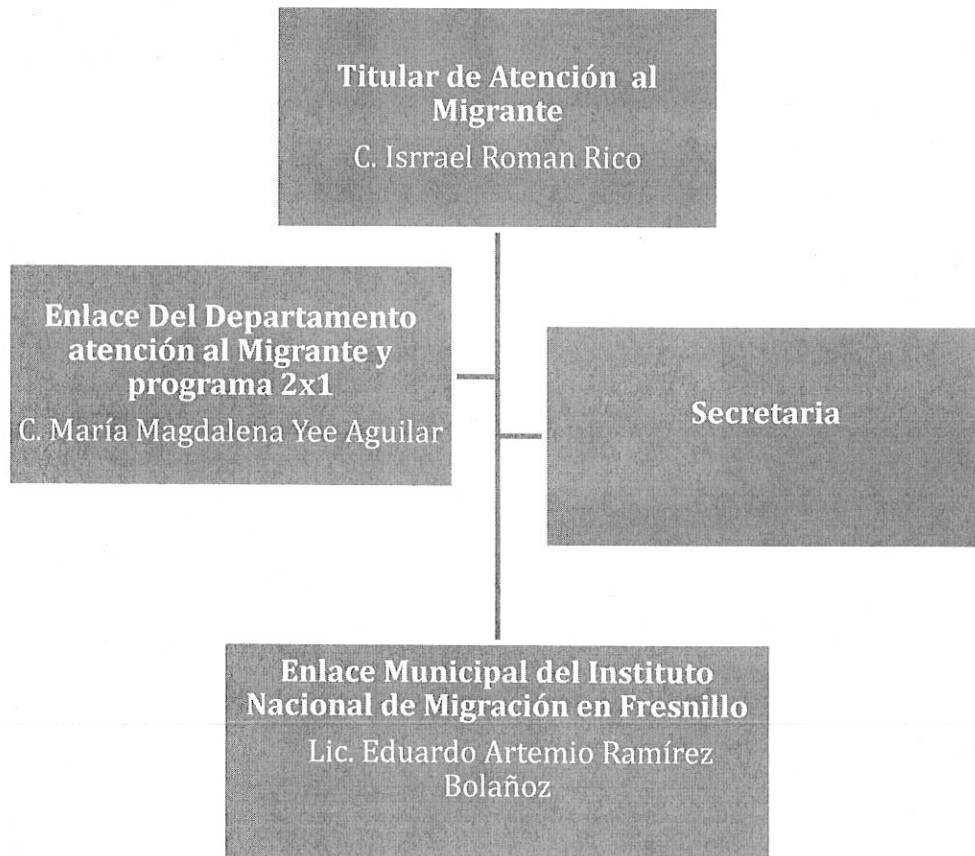 Titular de Atención al
Migrante
C. Isrrael Roman Rico
Enlace Del Departamento
atención al Migrante y
programa 2x1
C. María Magdalena Yee Aguilar
Secretaria
Enlace Municipal del Instituto
Nacional de Migración en Fresnillo
Lic. Eduardo Artemio Ramírez
Bolañoz